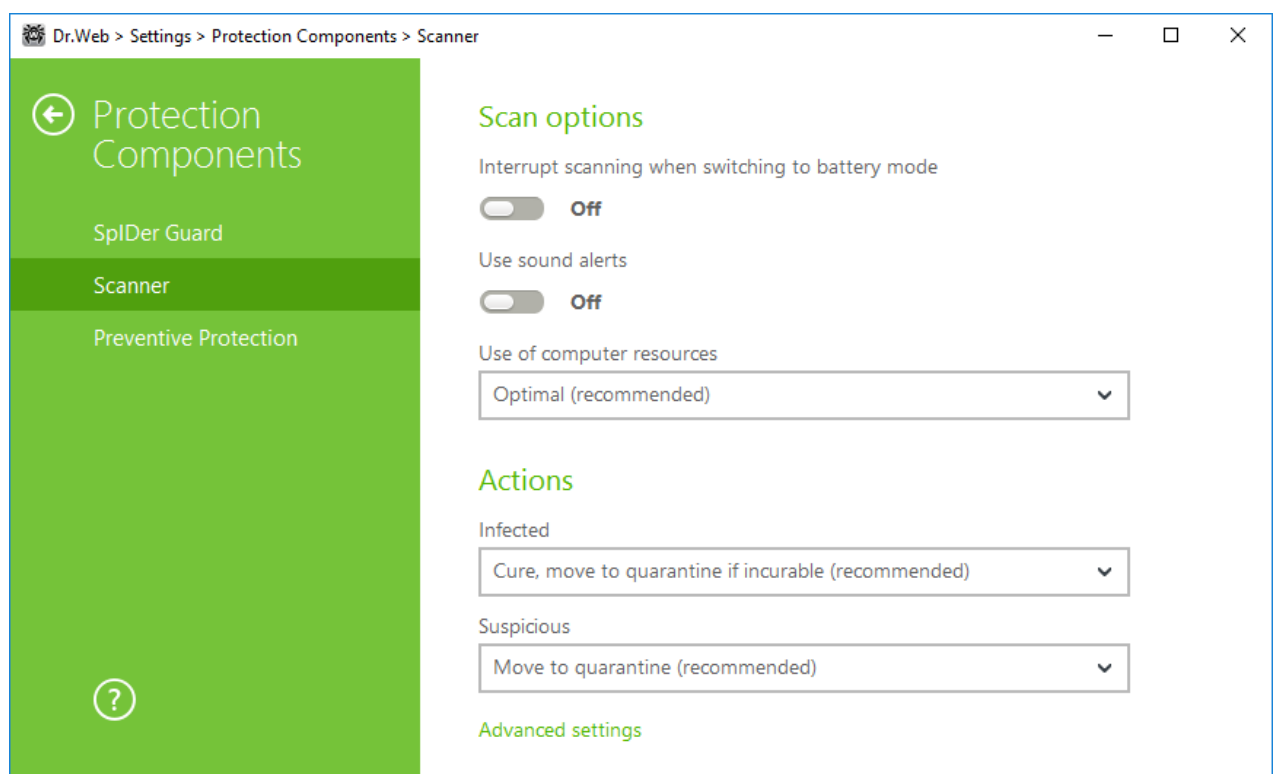 Dr.Web > Settings > Protection Components > Scanner
Protection
Components
SpIDer Guard
Scanner
Preventive Protection
?
Scan options
Interrupt scanning when switching to battery mode
Off
Use sound alerts
Off
Use of computer resources
Optimal (recommended)
Actions
Infected
Cure, move to quarantine if incurable (recommended)
Suspicious
Move to quarantine (recommended)
Advanced settings